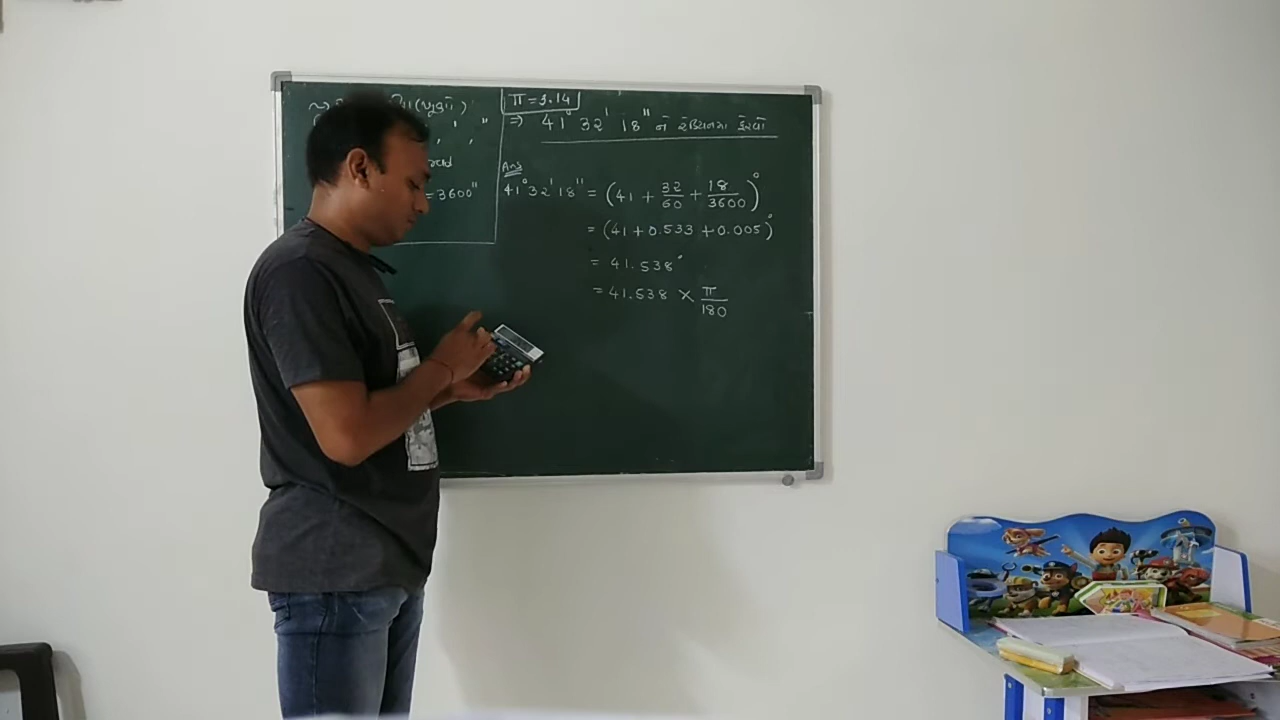 (ખૂણો)
' "
, ,
= 3600"
π = 3.14
⇒ 41° 32' 18" ને રેડિયનમાં ફેરવો
Ans
41° 32' 18" = (41 + 32/60 + 18/3600)°
= (41 + 0.533 + 0.005)°
= 41.538°
= 41.538 × π/180